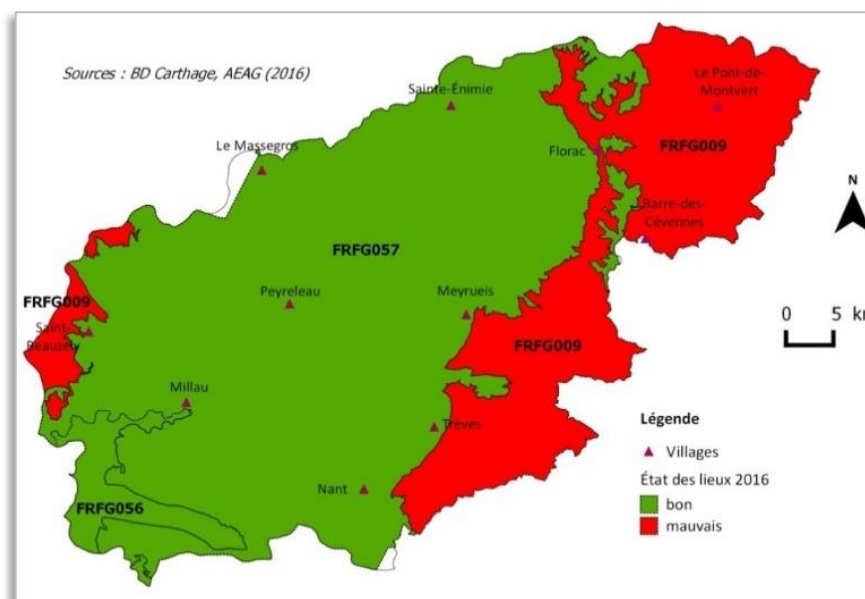 Sources : BD Carthage, AEAG (2016)
Sainte-Énimie
Le Pont-de-
Montvert
Le Massegros
Florac
FRFG009
Barre-des-
Cévennes
N
FRFG057
FRFG009
Saint-
Beauzély
Peyreleau
Meyrueis
FRFG009
0 5 km
Millau
Trèves
Nant
FRFG056
Légende
Villages
État des lieux 2016
bon
mauvais